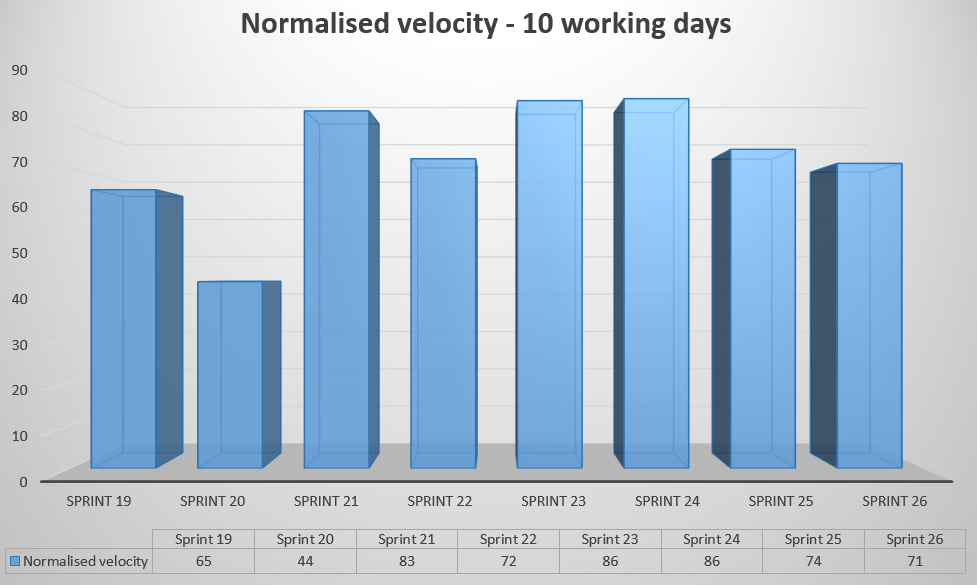 Normalised velocity - 10 working days
90
80
70
60
50
40
30
20
10
0
SPRINT 19 SPRINT 20 SPRINT 21 SPRINT 22 SPRINT 23 SPRINT 24 SPRINT 25 SPRINT 26
Sprint 19 Sprint 20 Sprint 21 Sprint 22 Sprint 23 Sprint 24 Sprint 25 Sprint 26
Normalised velocity 65 44 83 72 86 86 74 71